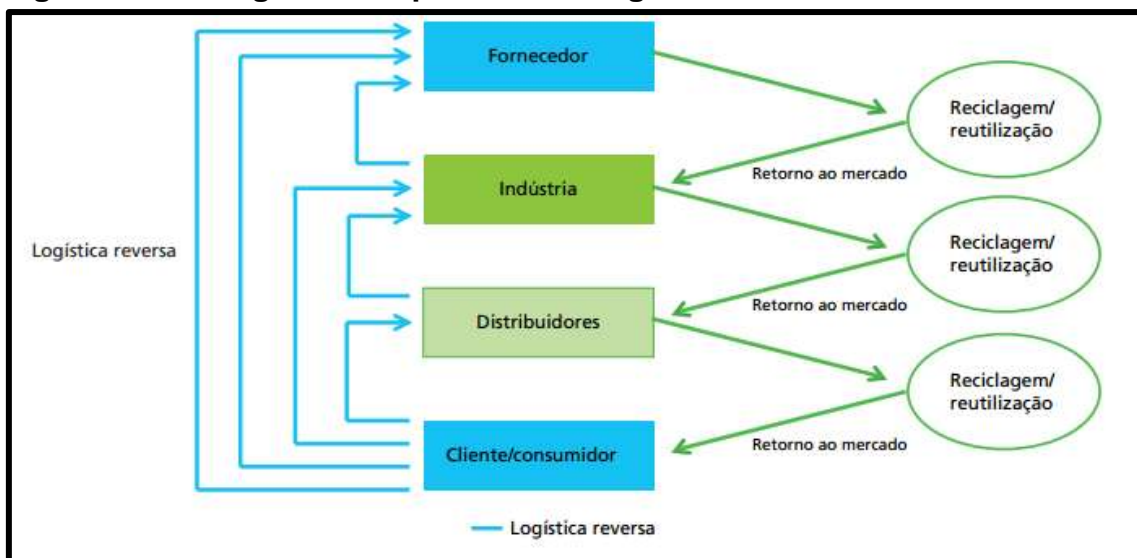 Fornecedor
Reciclagem/
reutilização
Retorno ao mercado
Indústria
Logística reversa
Reciclagem/
reutilização
Retorno ao mercado
Distribuidores
Reciclagem/
reutilização
Retorno ao mercado
Cliente/consumidor
Logística reversa